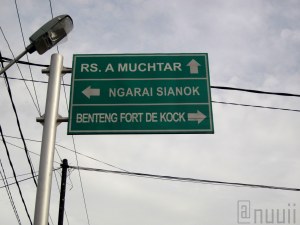 RS. A MUCHTAR
NGARAI SIANOK
BENTENG FORT DE KOCK
@nuuii